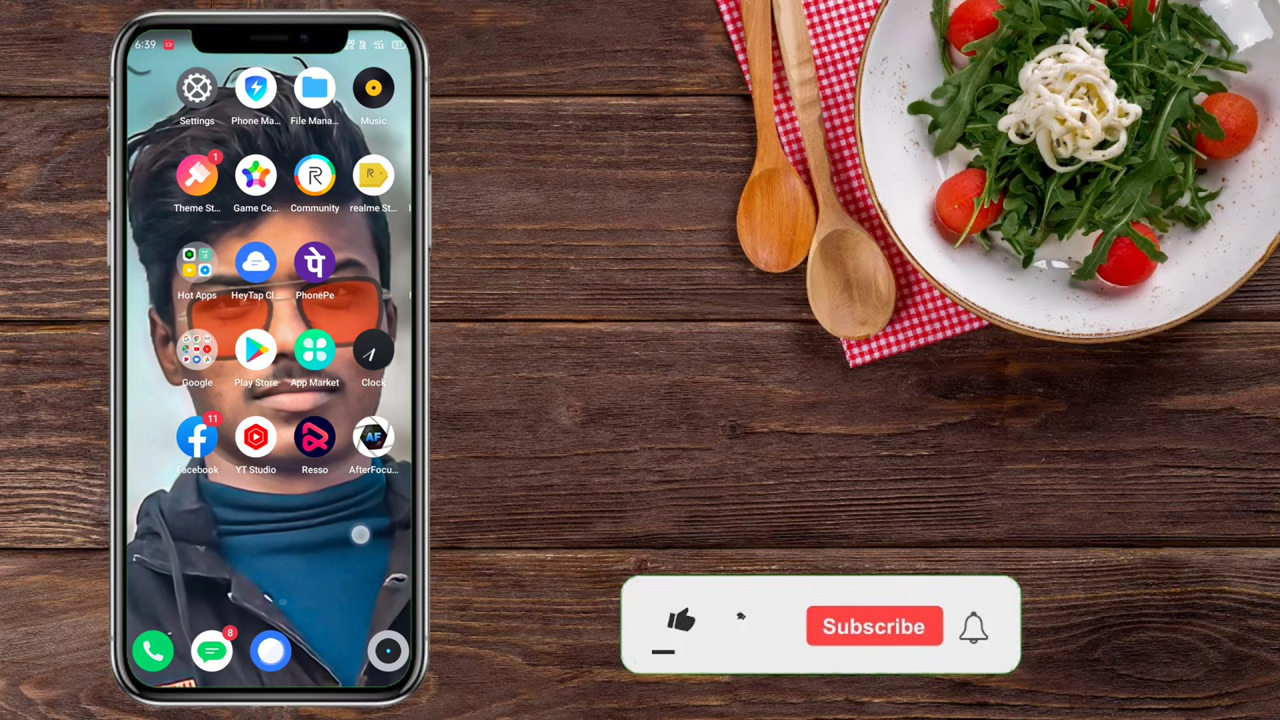 6:39
Settings
Phone Ma...
File Mana...
Music
1
Theme St...
Game Ce...
Community
R
realme St...
Hot Apps
HeyTap Cl...
पे
PhonePe
Google
Play Store
App Market
Clock
11
Facebook
YT Studio
Resso
AF
AfterFocu...
8
Subscribe